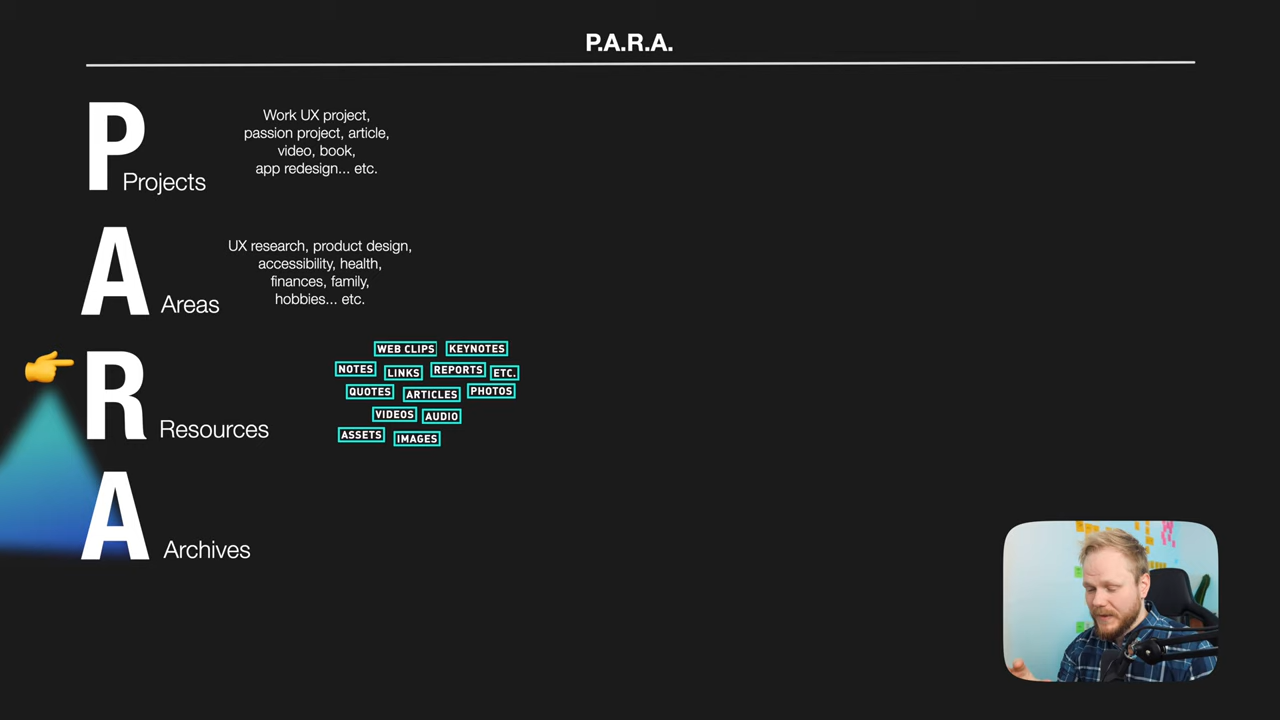 P.A.R.A.
P
Projects
Work UX project,
passion project, article,
video, book,
app redesign... etc.
A
Areas
UX research, product design,
accessibility, health,
finances, family,
hobbies... etc.
R
Resources
WEB CLIPS KEYNOTES
NOTES LINKS REPORTS ETC.
QUOTES ARTICLES PHOTOS
VIDEOS AUDIO
ASSETS IMAGES
A
Archives